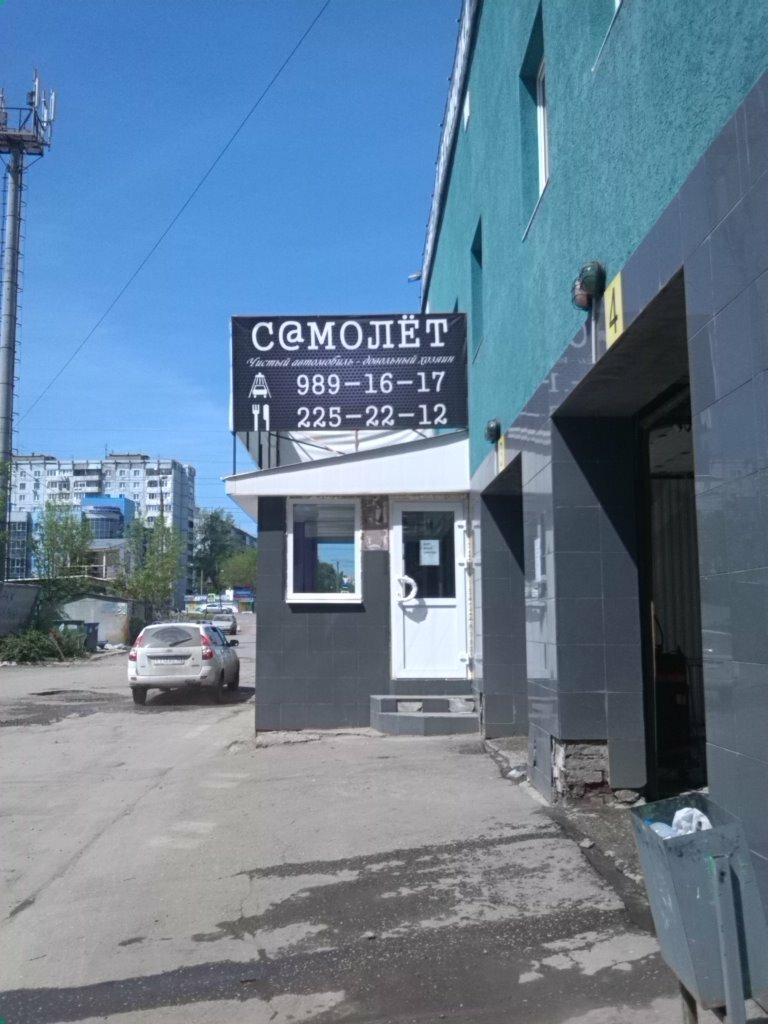 С@МОЛЁТ
Чистый автомобиль - довольный хозяин
989-16-17
225-22-12
4